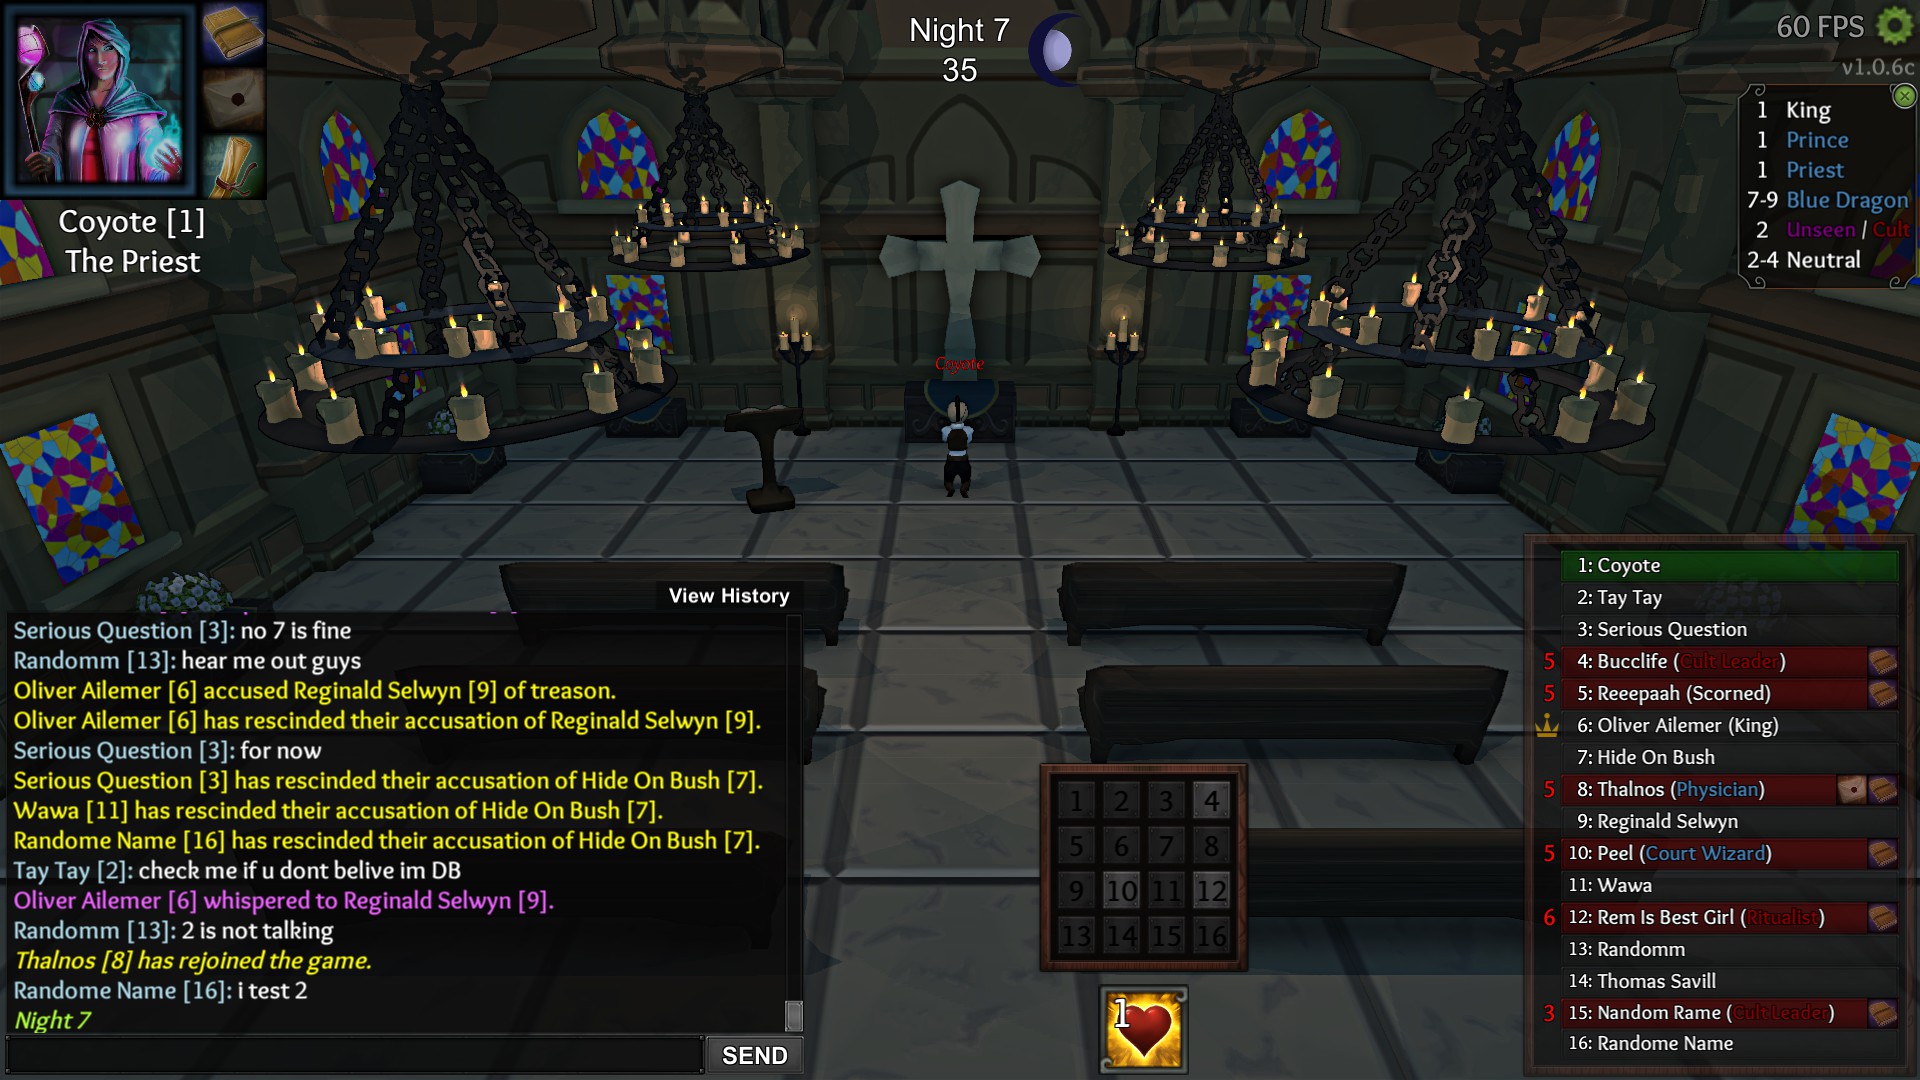 Night 7
35
60 FPS
v1.0.6c
Coyote [1]
The Priest
1 King
1 Prince
1 Priest
7-9 Blue Dragon
2 Unseen / Cult
2-4 Neutral
Coyote
View History
Serious Question [3]: no 7 is fine
Randomm [13]: hear me out guys
Oliver Ailemer [6] accused Reginald Selwyn [9] of treason.
Oliver Ailemer [6] has rescinded their accusation of Reginald Selwyn [9].
Serious Question [3]: for now
Serious Question [3] has rescinded their accusation of Hide On Bush [7].
Wawa [11] has rescinded their accusation of Hide On Bush [7].
Randome Name [16] has rescinded their accusation of Hide On Bush [7].
Tay Tay [2]: check me if u dont belive im DB
Oliver Ailemer [6] whispered to Reginald Selwyn [9].
Randomm [13]: 2 is not talking
Thalnos [8] has rejoined the game.
Randome Name [16]: i test 2
Night 7
SEND
1 2 3 4
5 6 7 8
9 10 11 12
13 14 15 16
1
1: Coyote
2: Tay Tay
3: Serious Question
5 4: Bucclife (Cult Leader)
5 5: Reeepaah (Scorned)
6: Oliver Ailemer (King)
7: Hide On Bush
5 8: Thalnos (Physician)
9: Reginald Selwyn
5 10: Peel (Court Wizard)
11: Wawa
6 12: Rem Is Best Girl (Ritualist)
13: Randomm
14: Thomas Savill
3 15: Nandom Rame (Cult Leader)
16: Randome Name